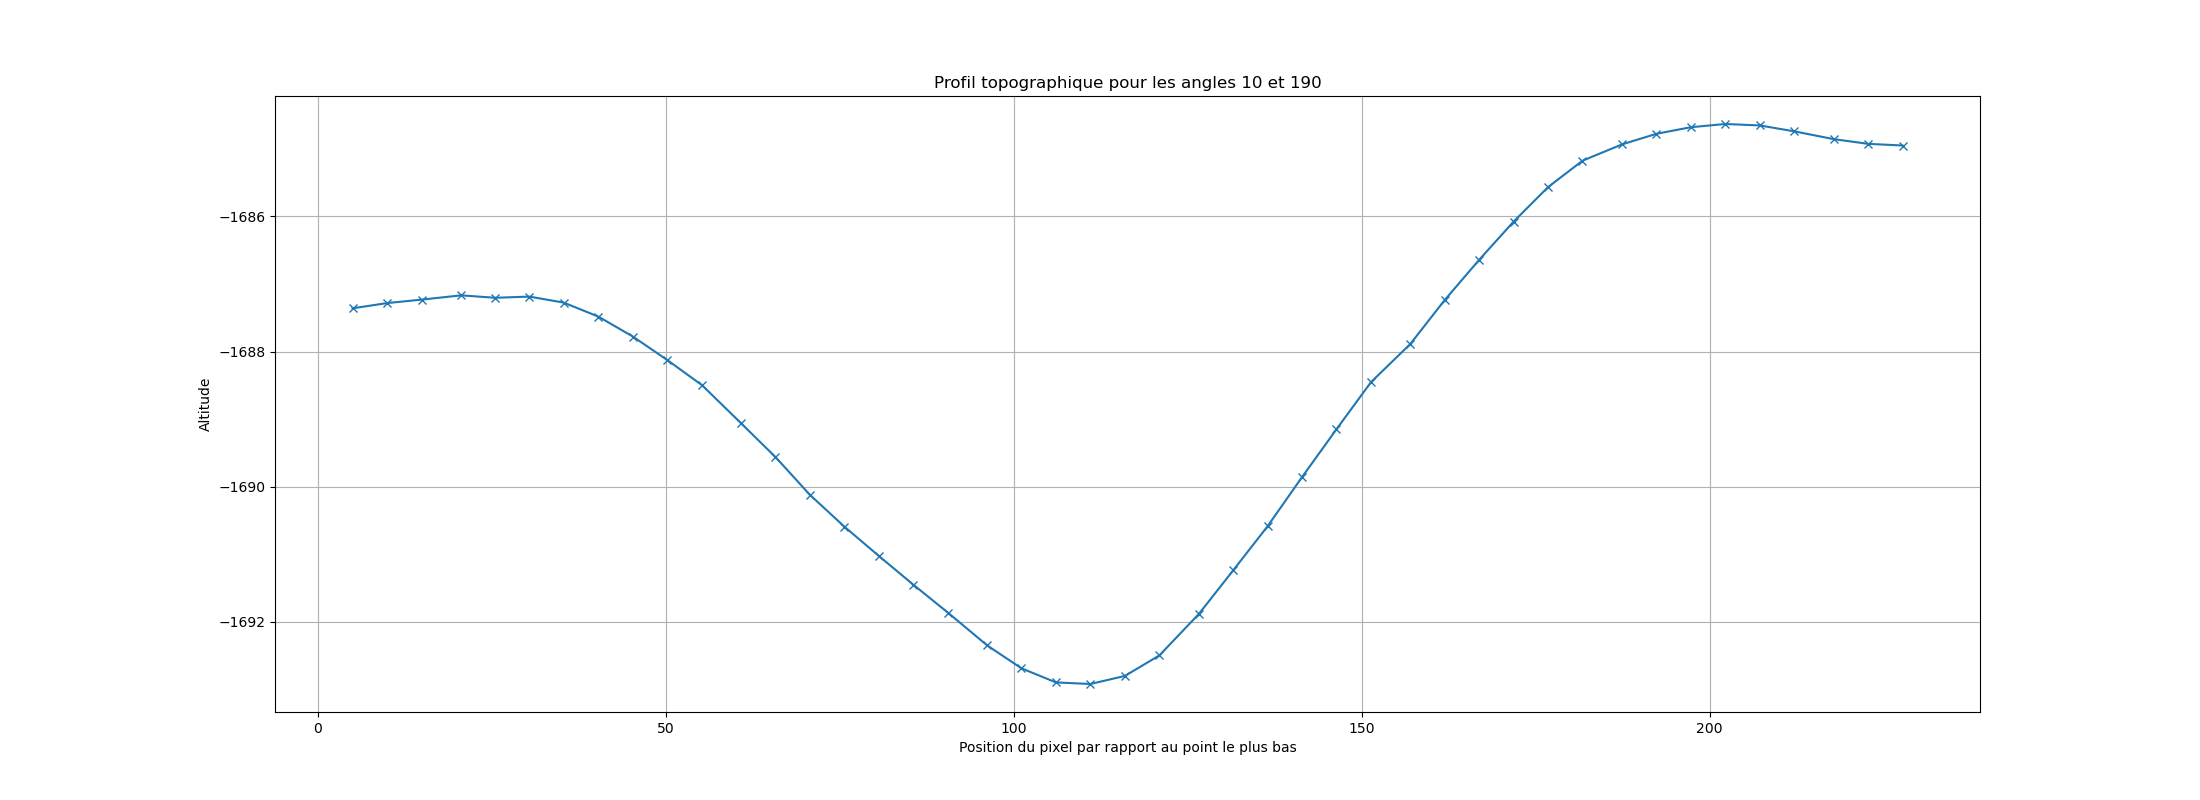 Profil topographique pour les angles 10 et 190
Altitude
−1686
−1688
−1690
−1692
0 50 100 150 200
Position du pixel par rapport au point le plus bas